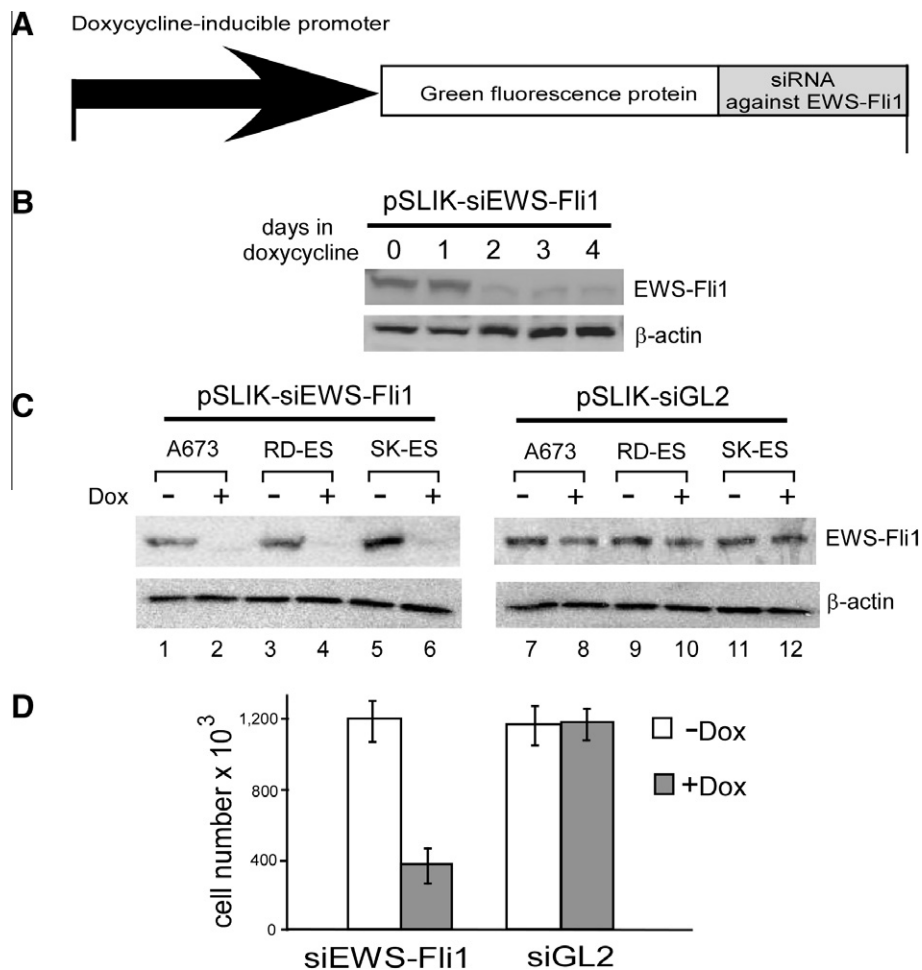 A
Doxycycline-inducible promoter
Green fluorescence protein
siRNA
against EWS-Fli1
B
pSLIK-siEWS-Fli1
days in
doxycycline
0 1 2 3 4
EWS-Fli1
β-actin
C
pSLIK-siEWS-Fli1
pSLIK-siGL2
A673 RD-ES SK-ES
A673 RD-ES SK-ES
Dox - + - + - +
- + - + - +
EWS-Fli1
β-actin
1 2 3 4 5 6
7 8 9 10 11 12
D
cell number x 10³
1,200
800
400
0
-Dox
+Dox
siEWS-Fli1
siGL2